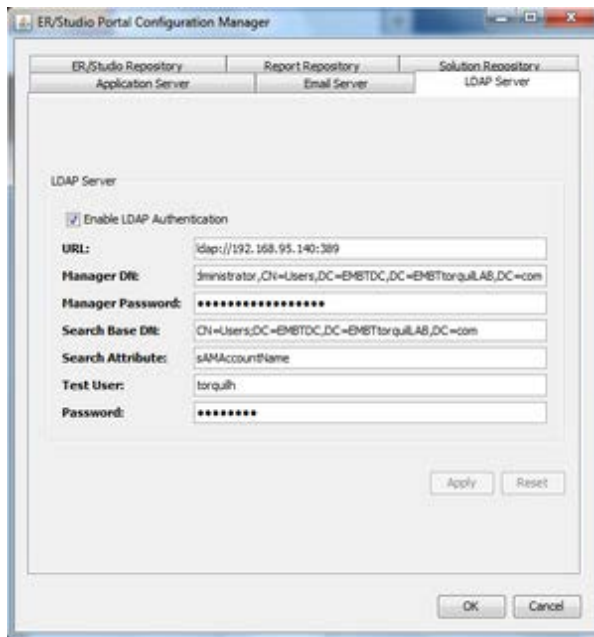 ER/Studio Portal Configuration Manager
ER/Studio Repository Report Repository Solution Repository
Application Server Email Server LDAP Server
LDAP Server
Enable LDAP Authentication
URL: ldap://192.168.95.140:389
Manager DN: dministrator,CN=Users,DC=EMBTDC,DC=EMBTtorquilLAB,DC=com
Manager Password: •••••••••••••••••
Search Base DN: CN=Users;DC=EMBTDC,DC=EMBTtorquilLAB,DC=com
Search Attribute: sAMAccountName
Test User: torquilh
Password: ••••••••
Apply Reset
OK Cancel